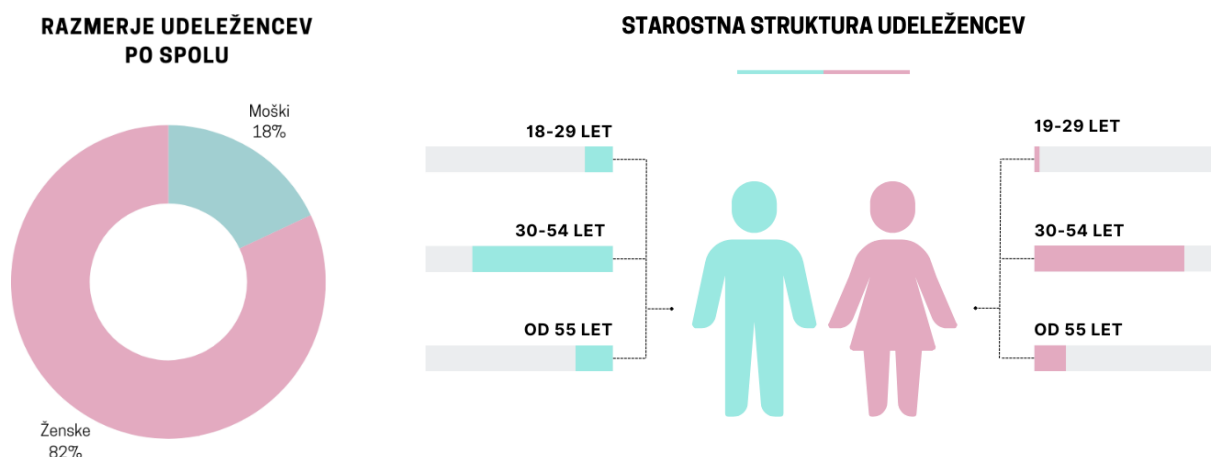 RAZMERJE UDELEŽENCEV
PO SPOLU
Moški
18%
Ženske
82%
STAROSTNA STRUKTURA UDELEŽENCEV
18-29 LET
30-54 LET
OD 55 LET
19-29 LET
30-54 LET
OD 55 LET